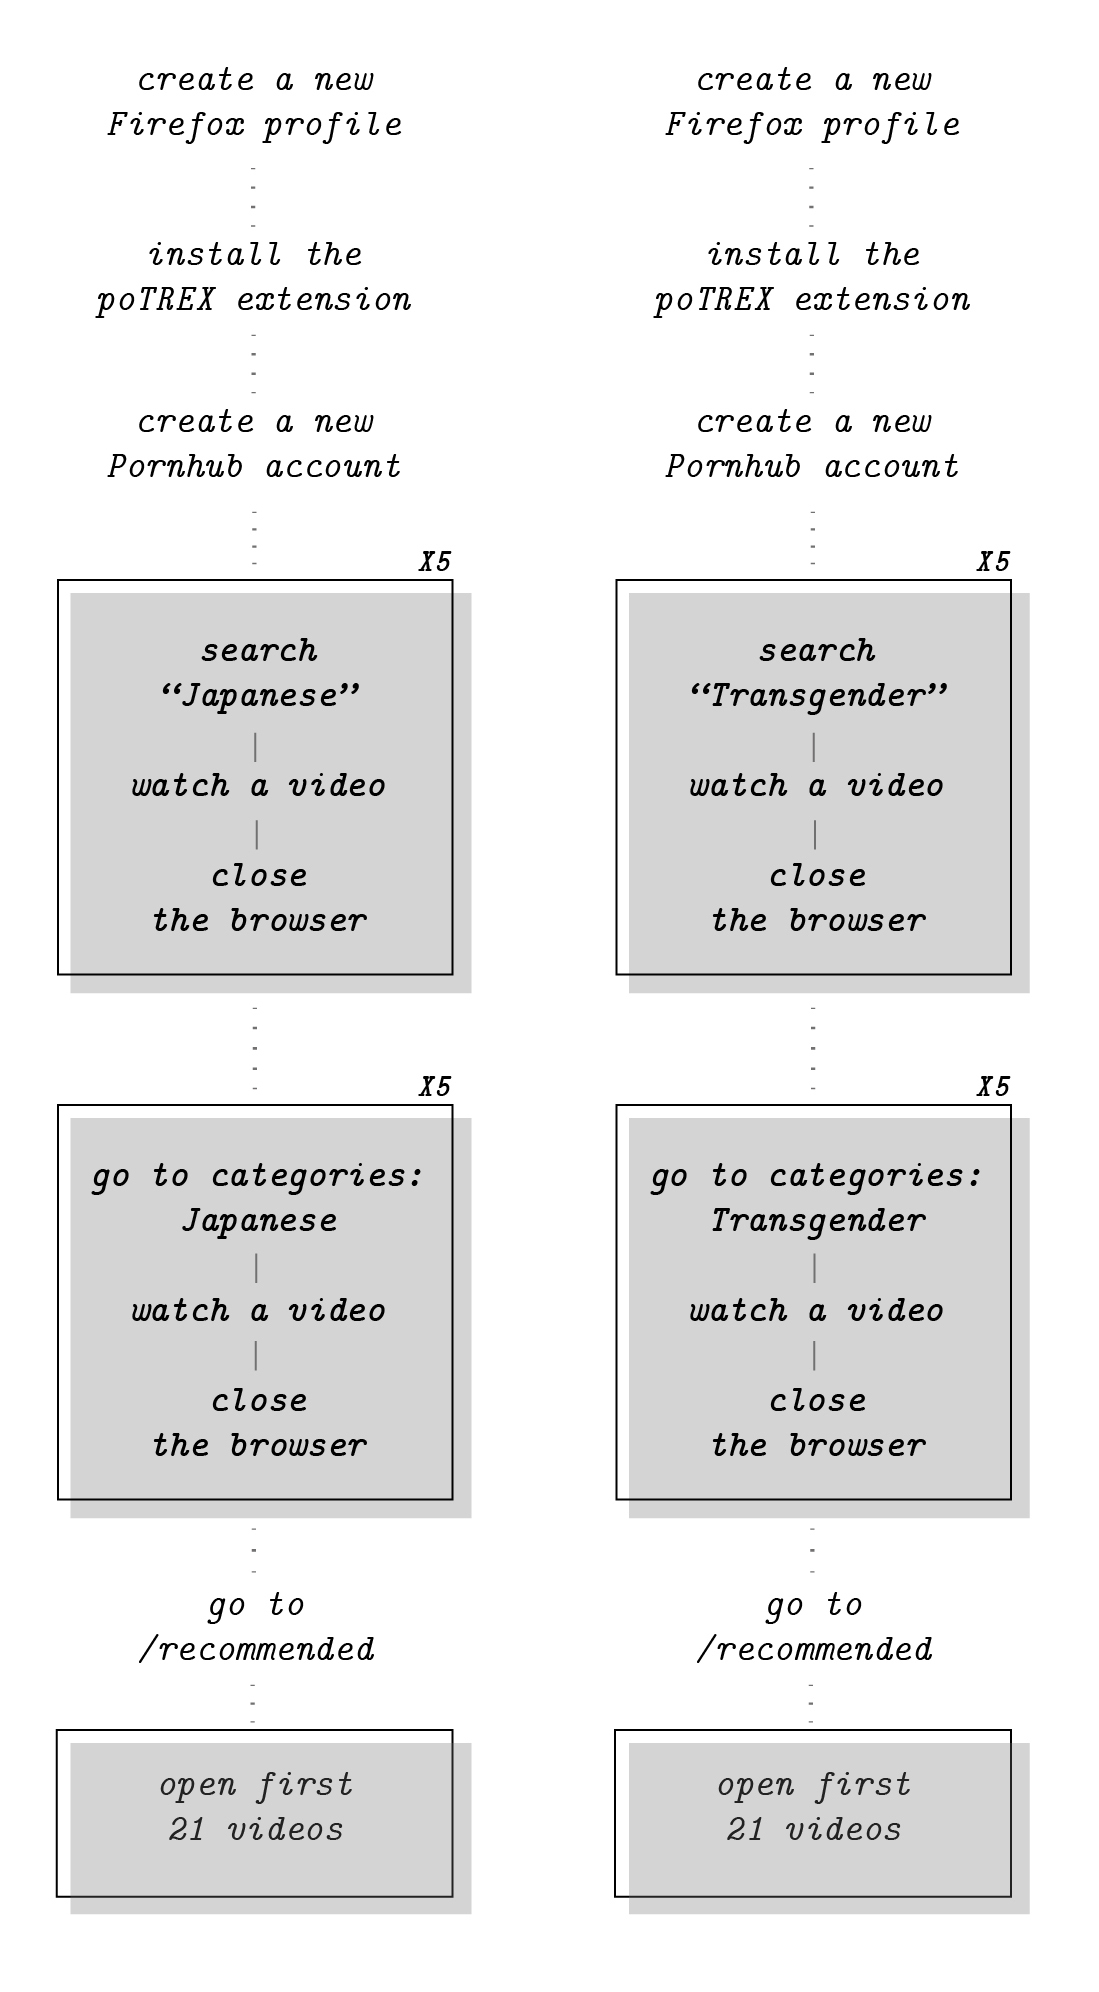 create a new
Firefox profile
install the
poTREX extension
create a new
Pornhub account
X5
search
“Japanese”
watch a video
close
the browser
X5
go to categories:
Japanese
watch a video
close
the browser
go to
/recommended
open first
21 videos
create a new
Firefox profile
install the
poTREX extension
create a new
Pornhub account
X5
search
“Transgender”
watch a video
close
the browser
X5
go to categories:
Transgender
watch a video
close
the browser
go to
/recommended
open first
21 videos